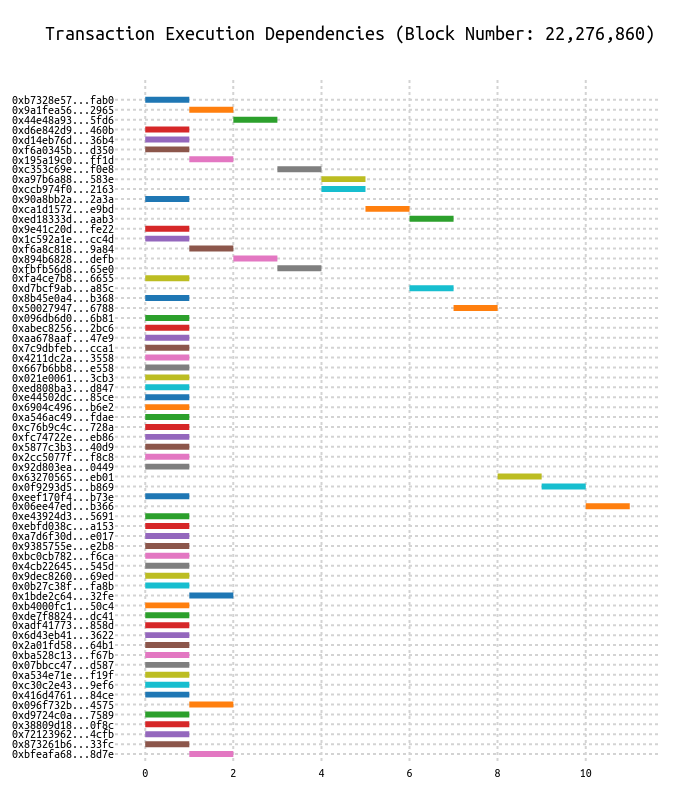 Transaction Execution Dependencies (Block Number: 22,276,860)
0xb7328e57...fab0
0x9a1fea56...2965
0x44e48a93...5fd6
0xd6e842d9...460b
0xd14eb76d...36b4
0xf6a0345b...d350
0x195a19c0...ff1d
0xc353c69e...f0e8
0xa97b6a88...583e
0xccb974f0...2163
0x90a8bb2a...2a3a
0xca1d1572...e9bd
0xed18333d...aab3
0x9e41c20d...fe22
0x1c592a1e...cc4d
0xf6a8c818...9a84
0x894b6828...defb
0xfbfb56d8...65e0
0xfa4ce7b8...6655
0xd7bcf9ab...a85c
0x8b45e0a4...b368
0x50027947...6788
0x096db6d0...6b81
0xabec8256...2bc6
0xaa678aaf...47e9
0x7c9dbfeb...cca1
0x4211dc2a...3558
0x667b6bb8...e558
0x021e0061...3cb3
0xed808ba3...d847
0xe44502dc...85ce
0x6904c496...b6e2
0xa546ac49...fdae
0xc76b9c4c...728a
0xfc74722e...eb86
0x5877c3b3...40d9
0x2cc5077f...f8c8
0x92d803ea...0449
0x63270565...eb01
0x0f9293d5...b869
0xeef170f4...b73e
0x06ee47ed...b366
0xe43924d3...5691
0xebfd038c...a153
0xa7d6f30d...e017
0x9385755e...e2b8
0xbc0cb782...f6ca
0x4cb22645...545d
0x9dec8260...69ed
0x0b27c38f...fa8b
0x1bde2c64...32fe
0xb4000fc1...50c4
0xde7f8824...dc41
0xadf41773...858d
0x6d43eb41...3622
0x2a01fd58...64b1
0xba528c13...f67b
0x07bbcc47...d587
0xa534e71e...f19f
0xc30c2e43...9ef6
0x416d4761...84ce
0x096f732b...4575
0xd9724c0a...7589
0x38809d18...0f8c
0x72123962...4cfb
0x873261b6...33fc
0xbfeafa68...8d7e
0 2 4 6 8 10